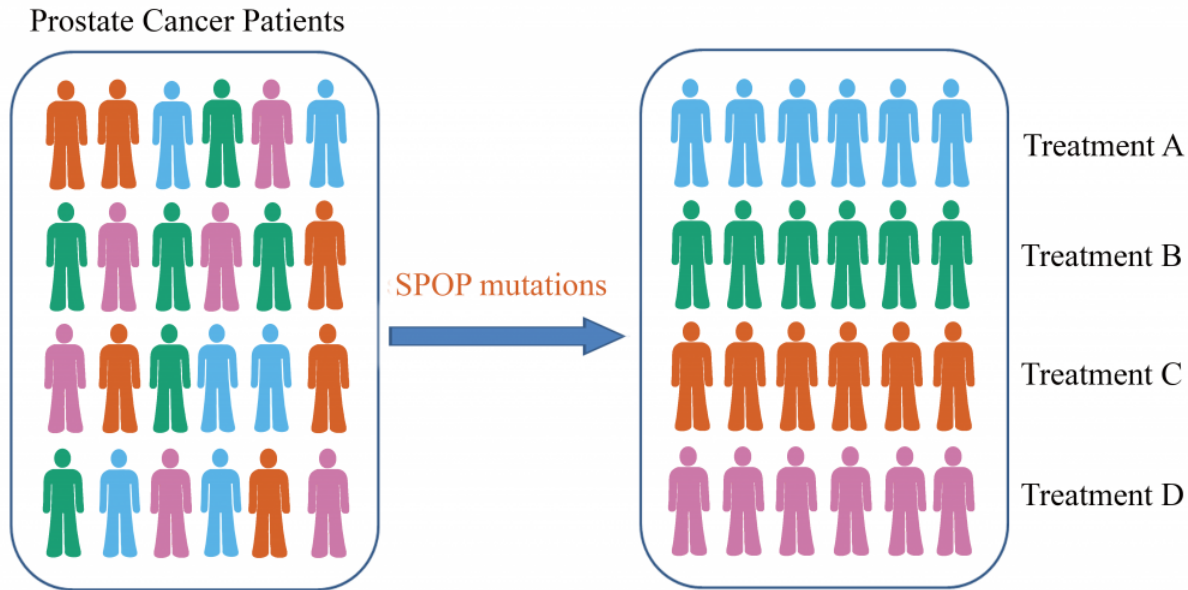 Prostate Cancer Patients
SPOP mutations
Treatment A
Treatment B
Treatment C
Treatment D